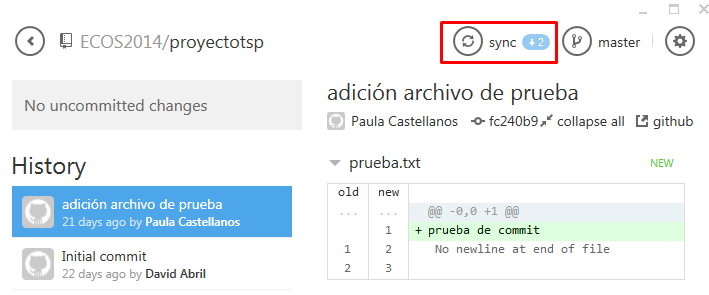 ECOS2014/proyectotsp
sync 2
master
No uncommitted changes
History
adición archivo de prueba
21 days ago by Paula Castellanos
Initial commit
22 days ago by David Abril
adición archivo de prueba
Paula Castellanos fc240b9 collapse all github
prueba.txt NEW
old new
... ... @@ -0,0 +1 @@
1 + prueba de commit
1 2 No newline at end of file
2 3